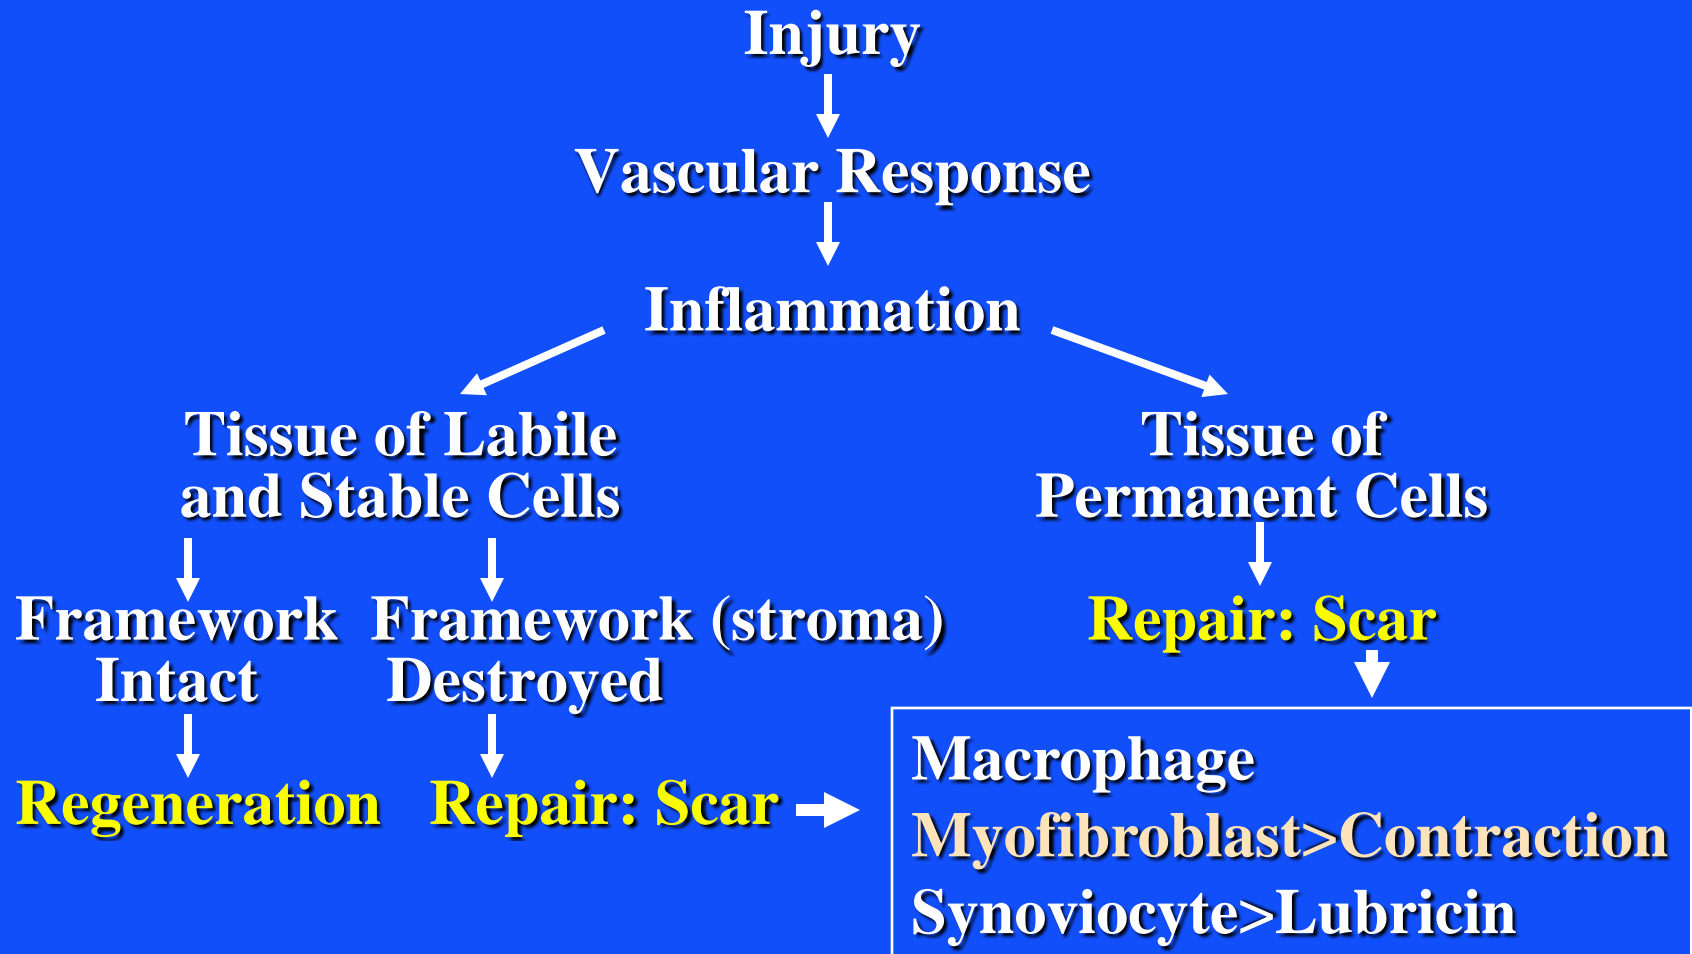 Injury
Vascular Response
Inflammation
Tissue of Labile
and Stable Cells
Tissue of
Permanent Cells
Framework
Intact
Framework (stroma)
Destroyed
Repair: Scar
Regeneration
Repair: Scar
Macrophage
Myofibroblast>Contraction
Synoviocyte>Lubricin